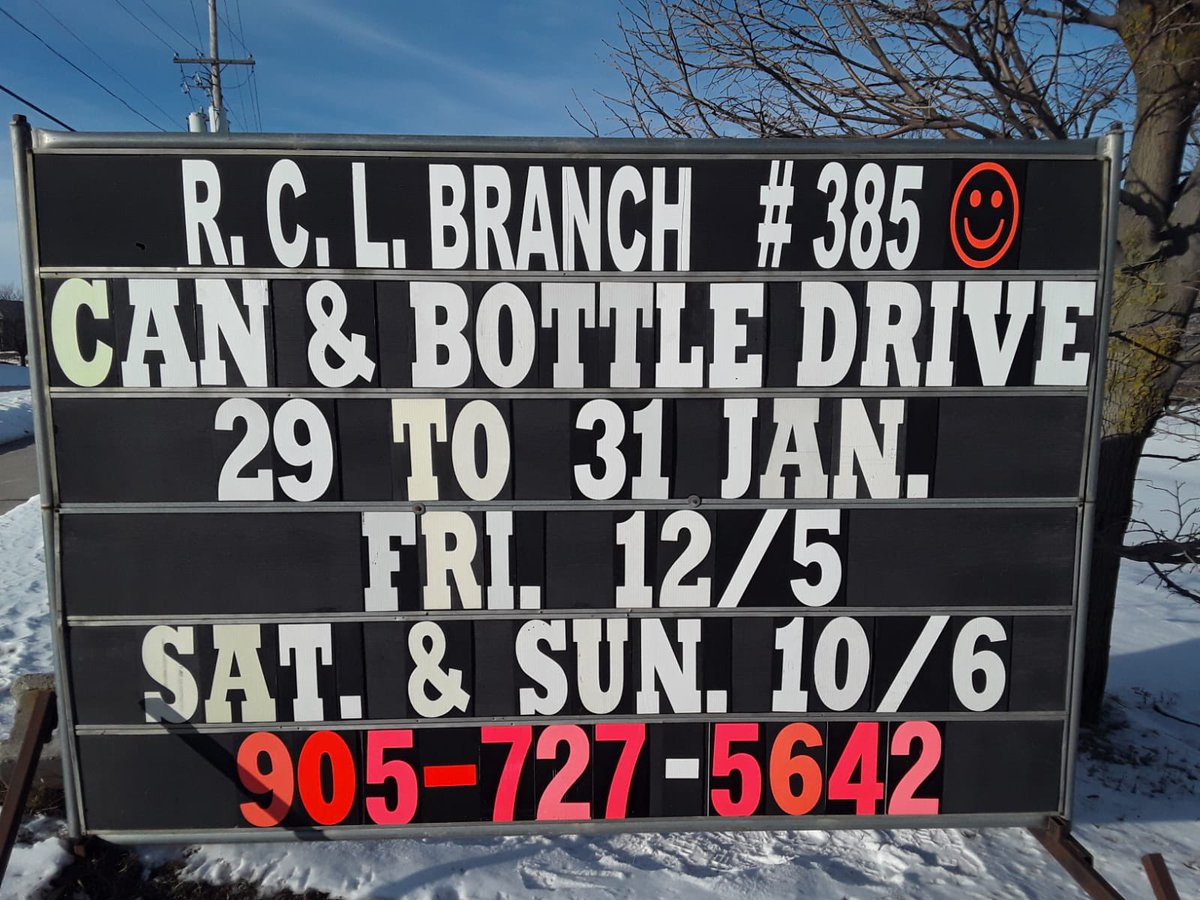 R. C. L. BRANCH # 385
CAN & BOTTLE DRIVE
29 TO 31 JAN.
FRI. 12/5
SAT. & SUN. 10/6
905-727-5642